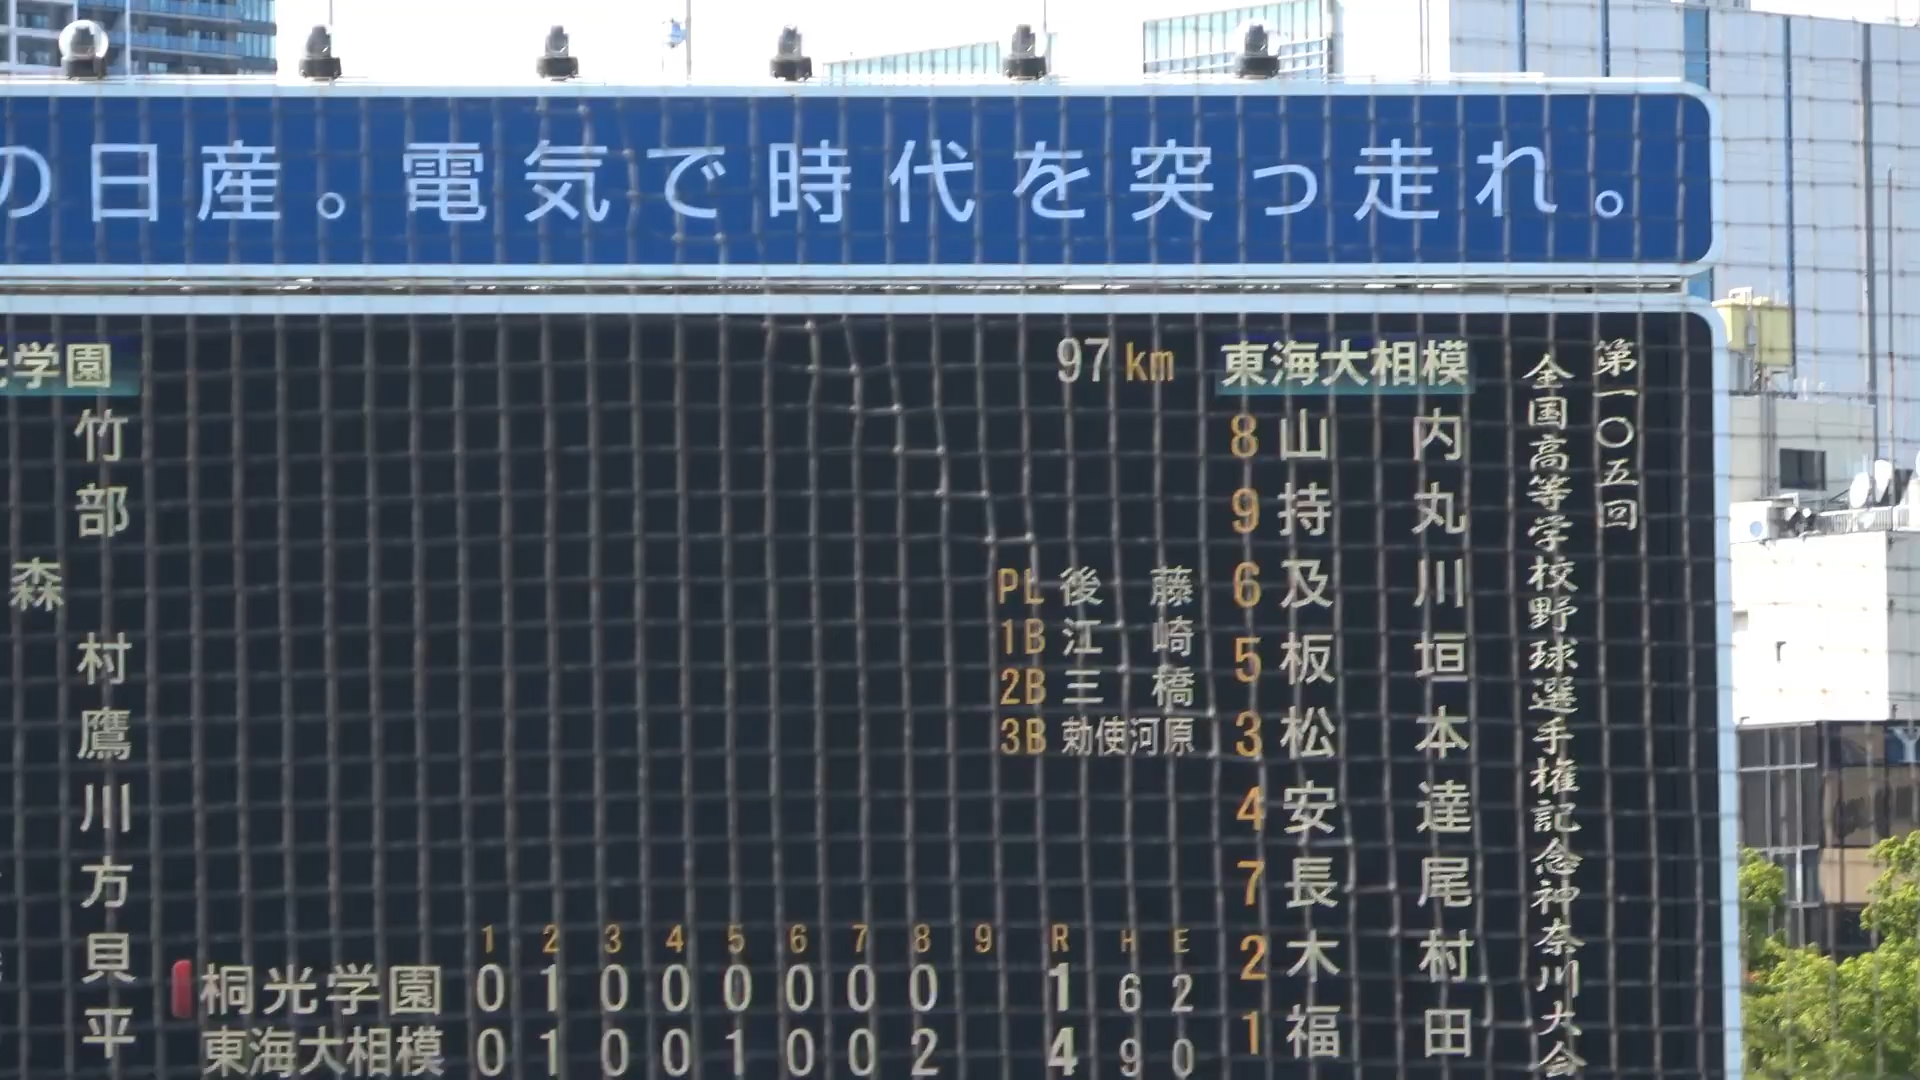 の日産。電気で時代を突っ走れ。
光学園
竹
部
森
村
鷹
川
方
貝
平
97 km
PL 後藤
1B 江崎
2B 三橋
3B 勅使河原
東海大相模
8 山内
9 持丸
6 及川
5 板垣
3 松本
4 安達
7 長尾
2 木村
1 福田
第一〇五回
全国高等学校野球選手権記念神奈川大会
1 2 3 4 5 6 7 8 9 R H E
桐光学園 0 1 0 0 0 0 0 0 1 6 2
東海大相模 0 1 0 0 1 0 0 2 4 9 0